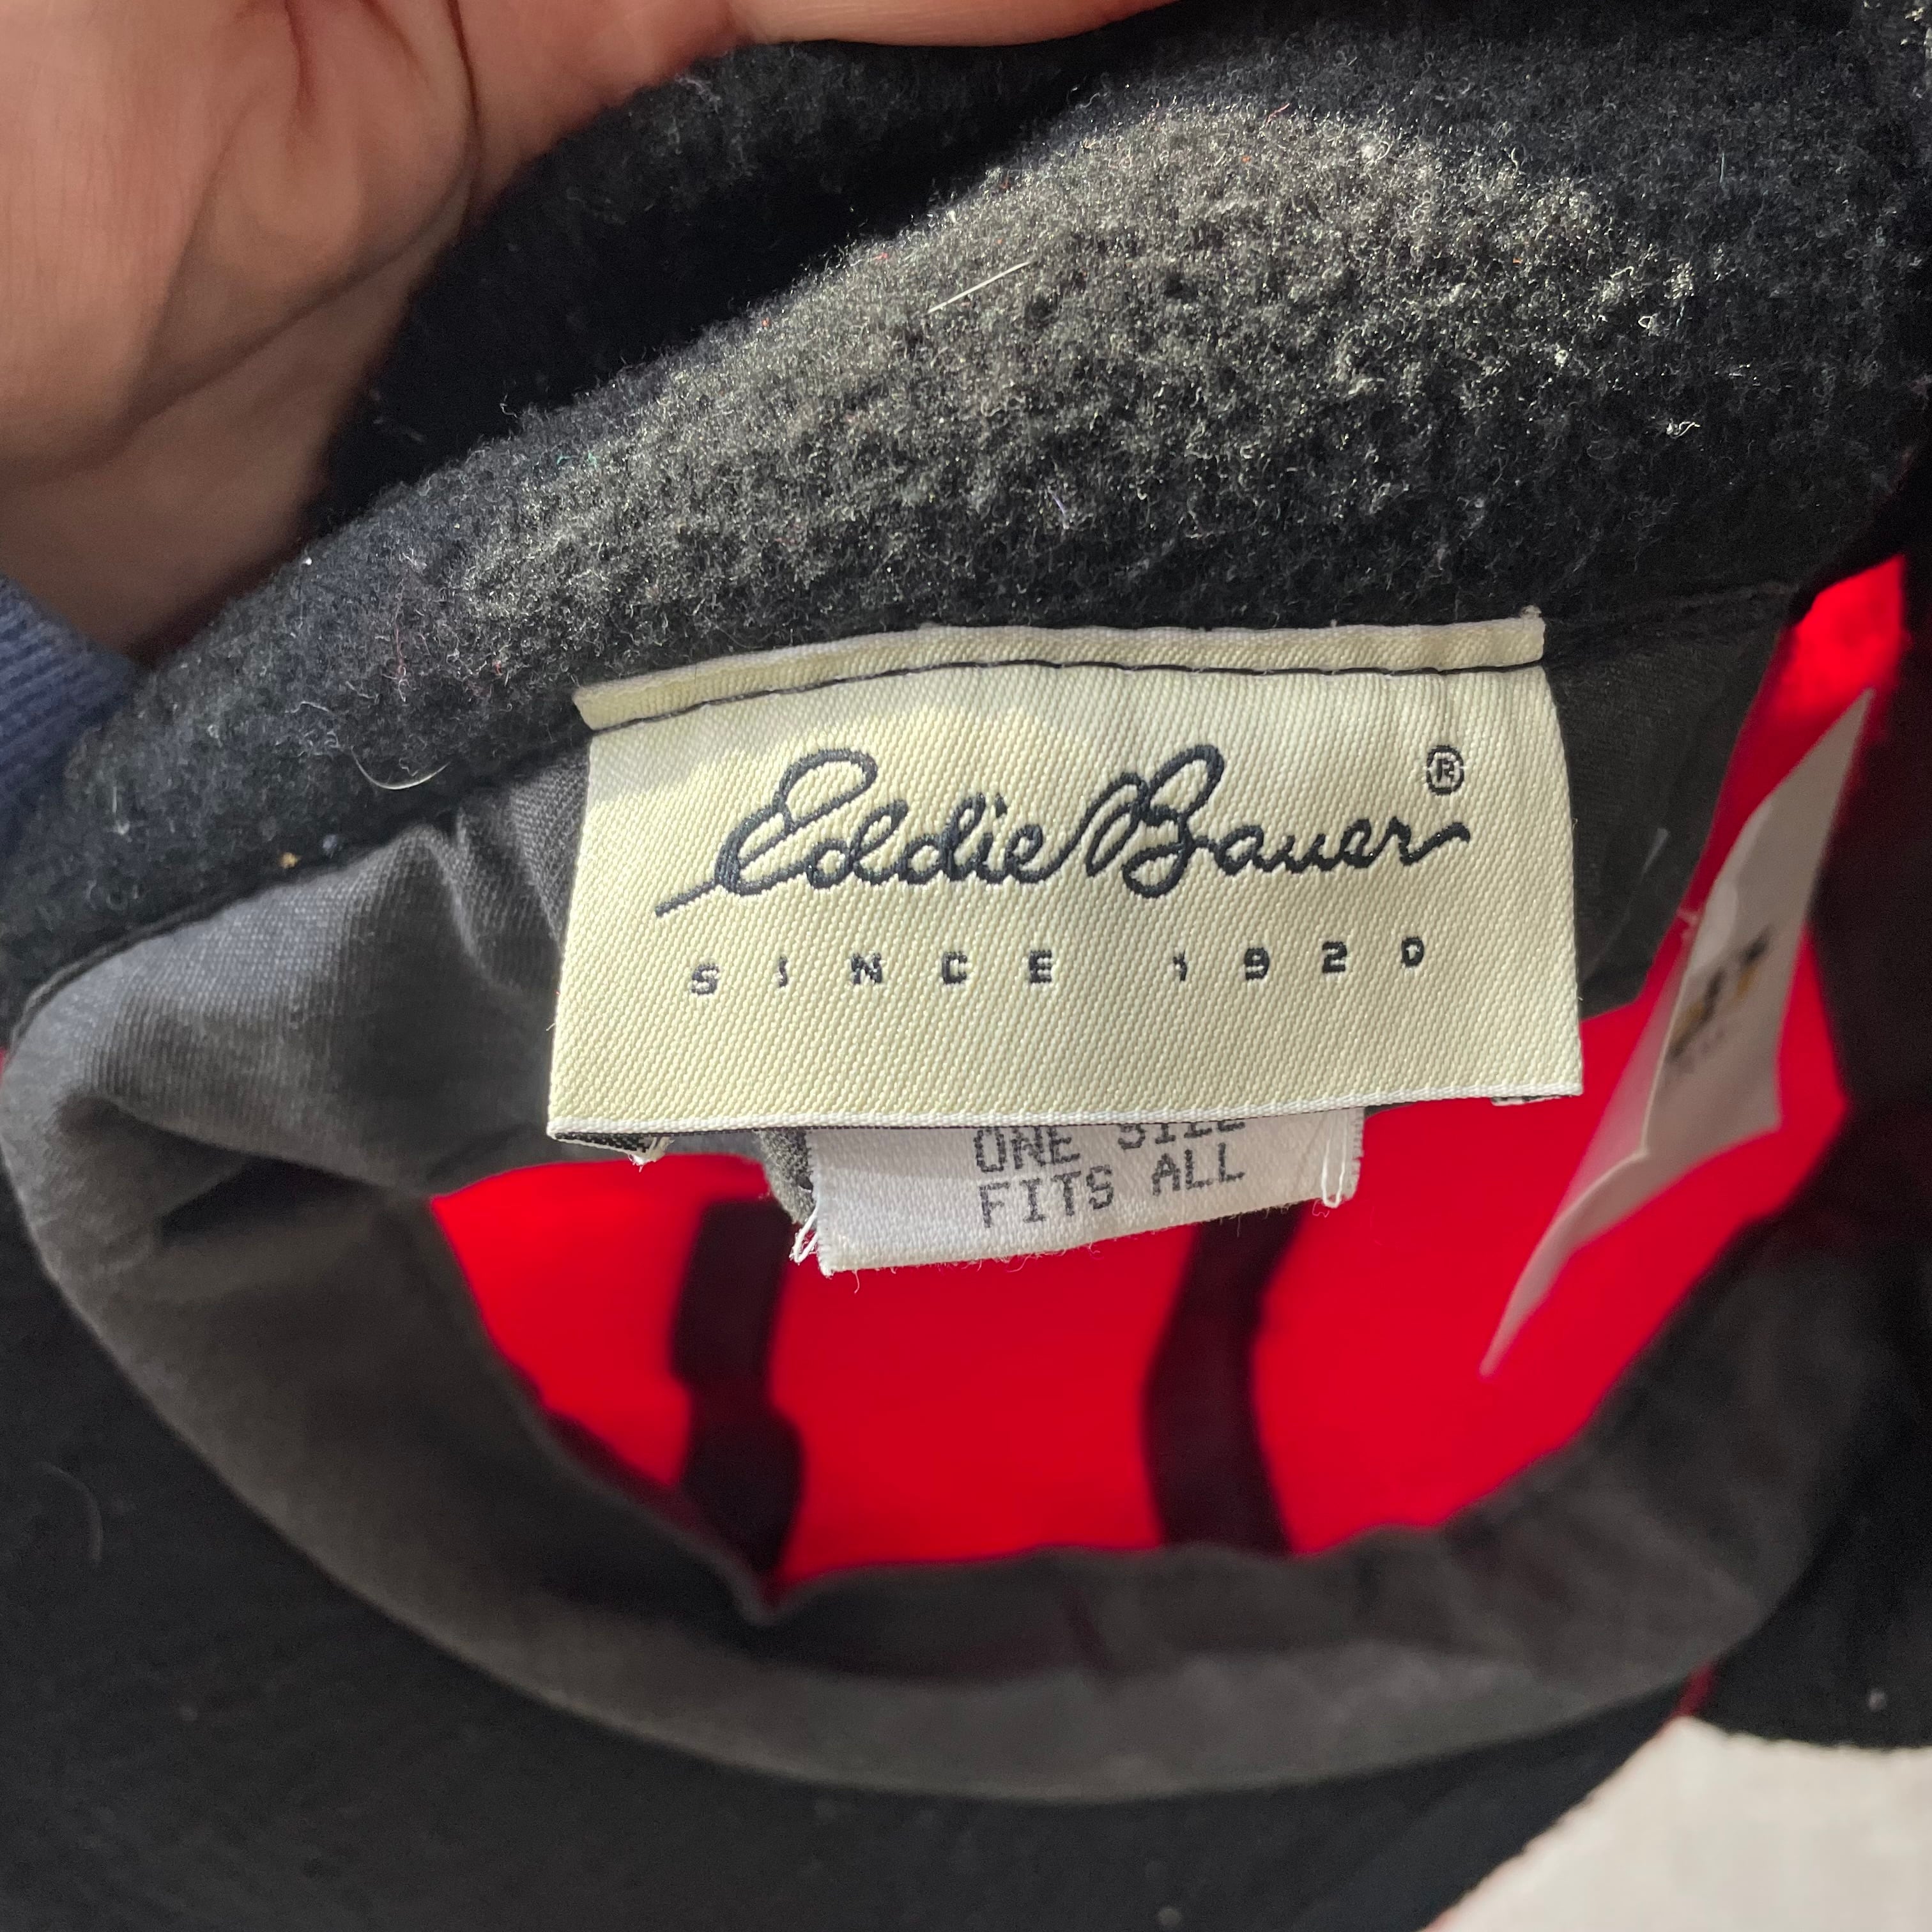 Eddie Bauer®
SINCE 1920
ONE SIZE
FITS ALL